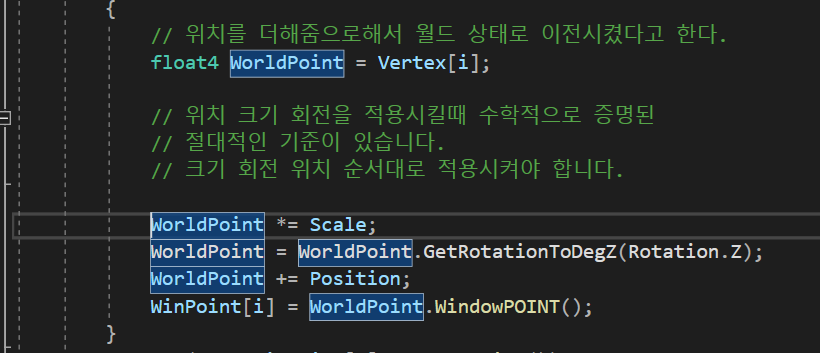 {
// 위치를 더해줌으로해서 월드 상태로 이전시켰다고 한다.
float4 WorldPoint = Vertex[i];
// 위치 크기 회전을 적용시킬때 수학적으로 증명된
// 절대적인 기준이 있습니다.
// 크기 회전 위치 순서대로 적용시켜야 합니다.
WorldPoint *= Scale;
WorldPoint = WorldPoint.GetRotationToDegZ(Rotation.Z);
WorldPoint += Position;
WinPoint[i] = WorldPoint.WindowPOINT();
}